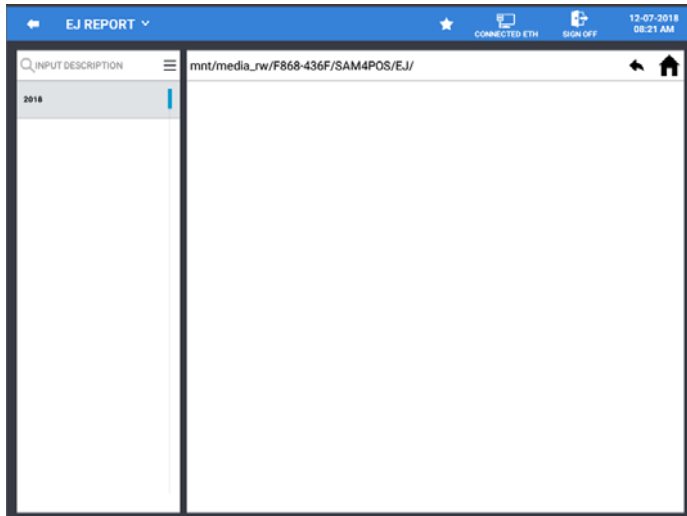 EJ REPORT
CONNECTED ETH
SIGN OFF
12-07-2018
08:21 AM
INPUT DESCRIPTION
mnt/media_rw/F868-436F/SAM4POS/EJ/
2018